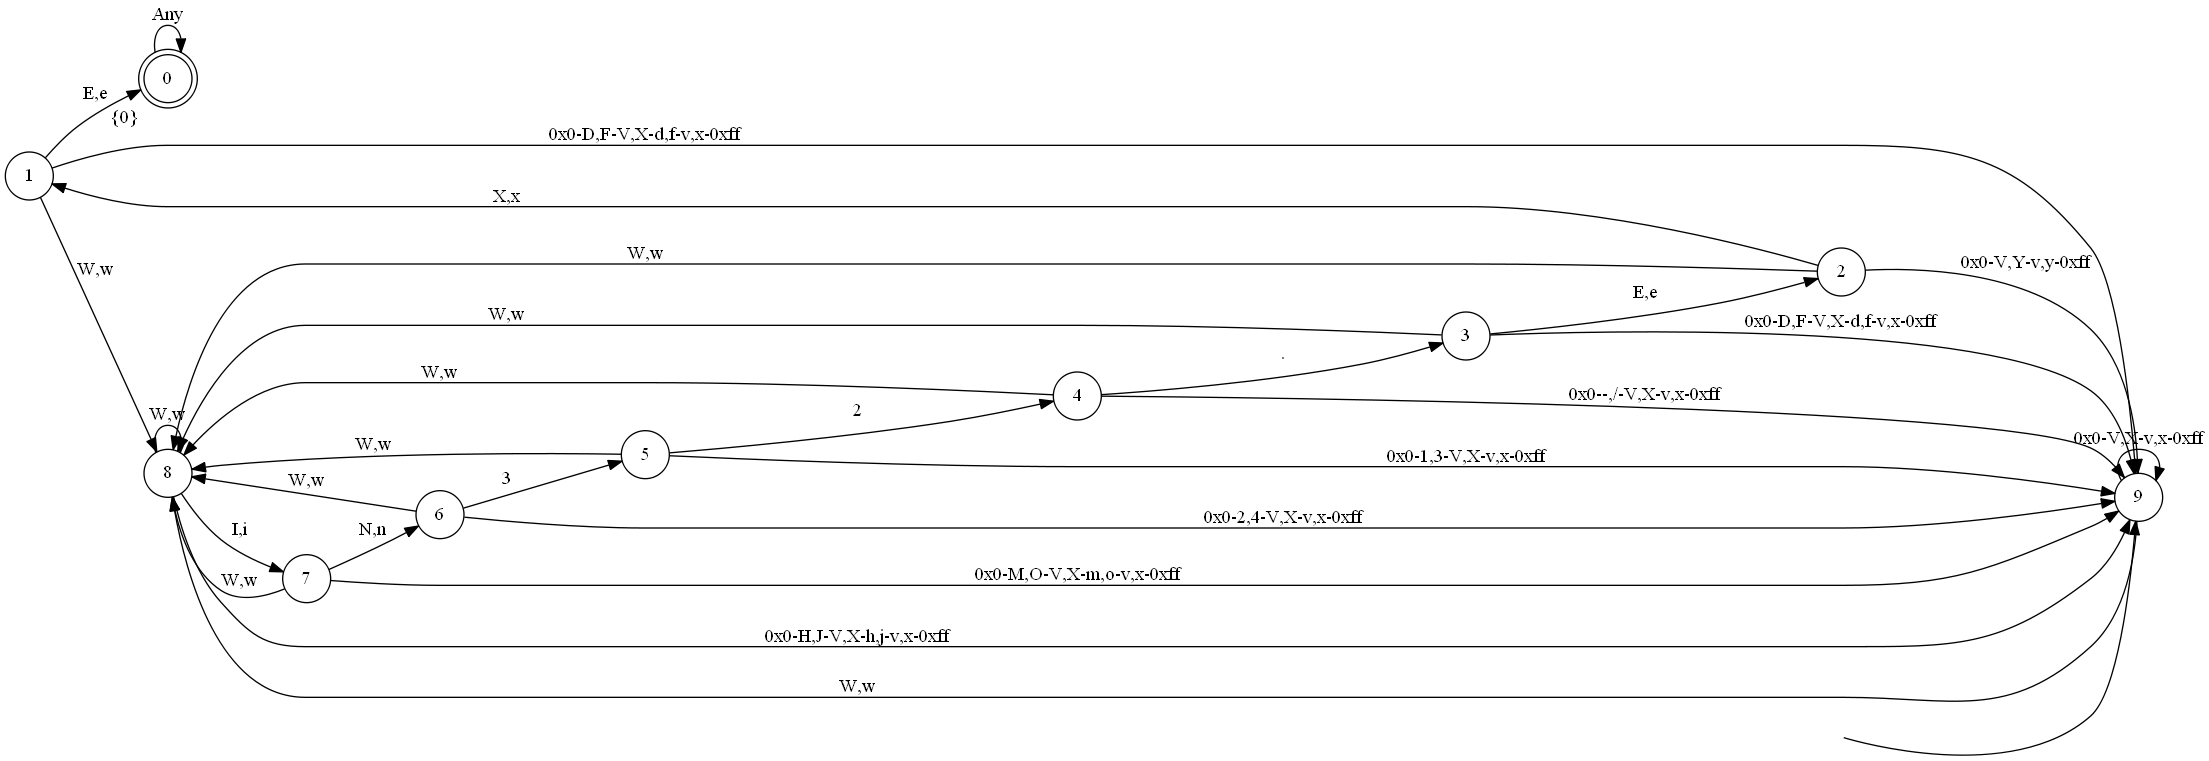 Any
0
E,e
{0}
0x0-D,F-V,X-d,f-v,x-0xff
1
X,x
W,w
W,w
0x0-V,Y-v,y-0xff
2
E,e
W,w
0x0-D,F-V,X-d,f-v,x-0xff
3
.
W,w
4
0x0--,/-V,X-v,x-0xff
2
W,w
W,w
5
0x0-1,3-V,X-v,x-0xff
0x0-V,X-v,x-0xff
8
3
W,w
9
6
0x0-2,4-V,X-v,x-0xff
I,i
N,n
7
W,w
0x0-M,O-V,X-m,o-v,x-0xff
0x0-H,J-V,X-h,j-v,x-0xff
W,w